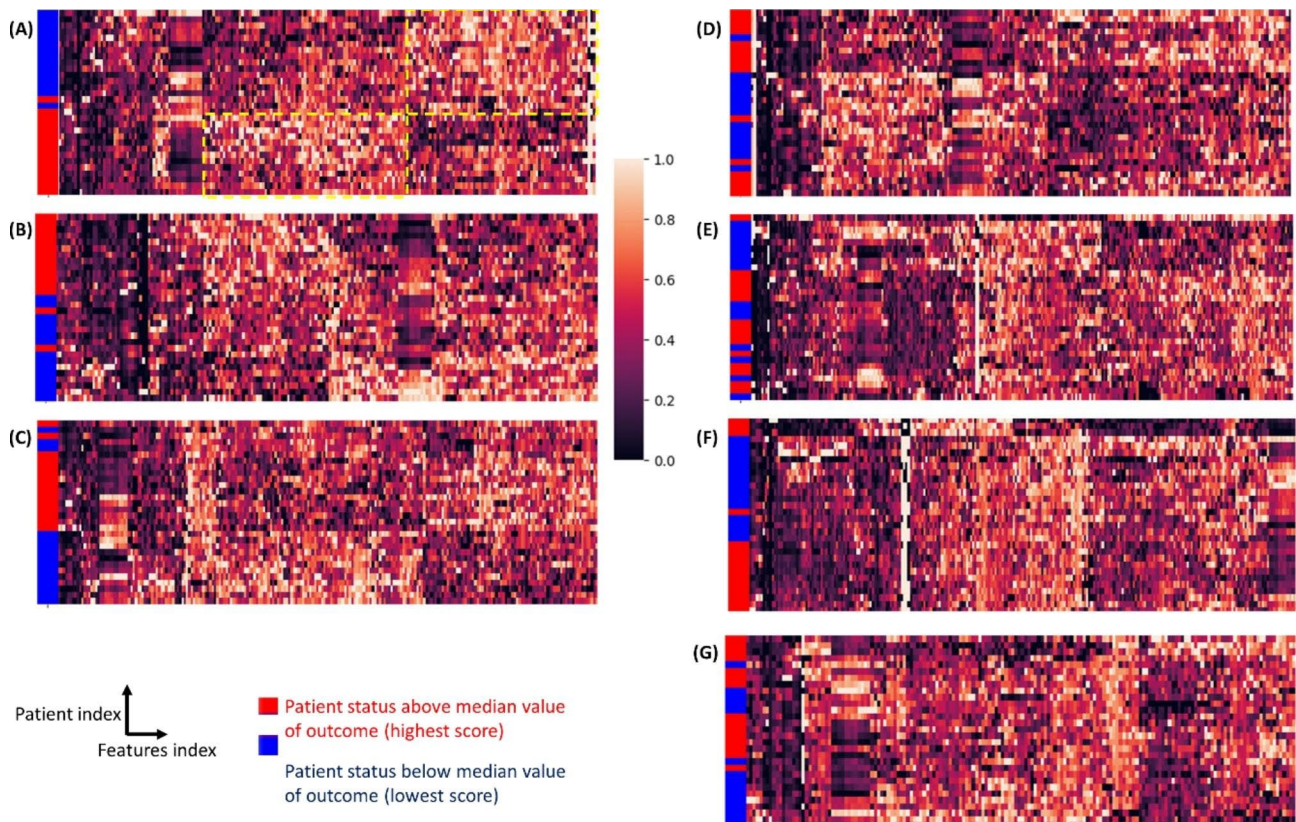 (A)
(B)
(C)
1.0
0.8
0.6
0.4
0.2
0.0
(D)
(E)
(F)
(G)
Patient index
Features index
Patient status above median value
of outcome (highest score)
Patient status below median value
of outcome (lowest score)